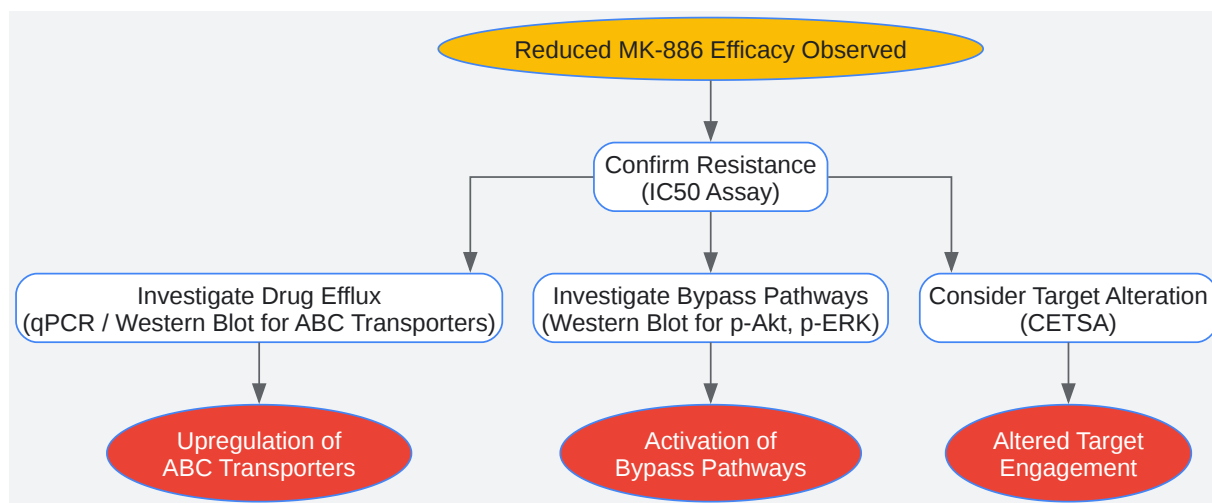 Reduced MK-886 Efficacy Observed
Confirm Resistance
(IC50 Assay)
Investigate Drug Efflux
(qPCR / Western Blot for ABC Transporters)
Investigate Bypass Pathways
(Western Blot for p-Akt, p-ERK)
Consider Target Alteration
(CETSA)
Upregulation of
ABC Transporters
Activation of
Bypass Pathways
Altered Target
Engagement